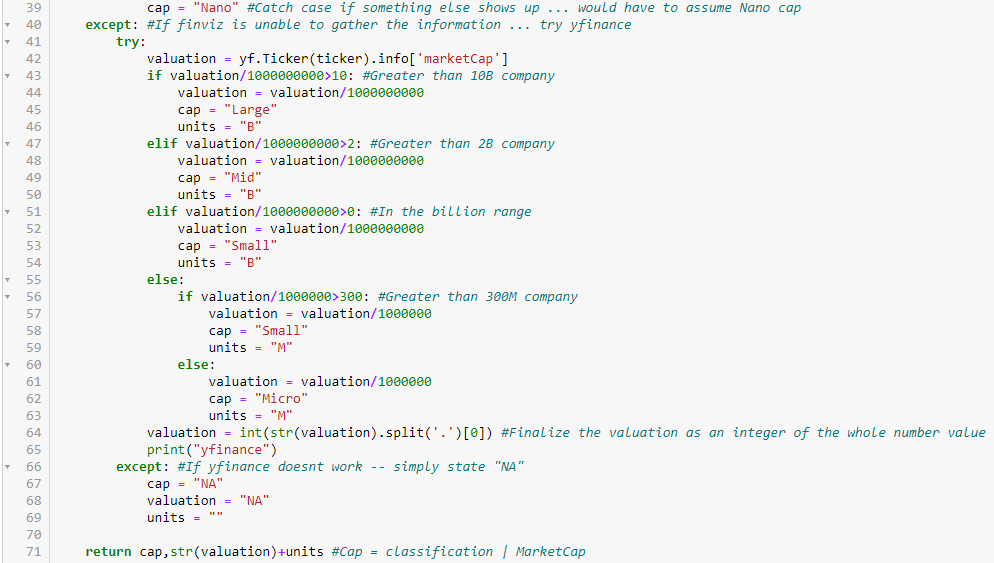 39 cap = "Nano" #Catch case if something else shows up ... would have to assume Nano cap
40 except: #If finviz is unable to gather the information ... try yfinance
41 try:
42 valuation = yf.Ticker(ticker).info['marketCap']
43 if valuation/1000000000>10: #Greater than 10B company
44 valuation = valuation/1000000000
45 cap = "Large"
46 units = "B"
47 elif valuation/1000000000>2: #Greater than 2B company
48 valuation = valuation/1000000000
49 cap = "Mid"
50 units = "B"
51 elif valuation/1000000000>0: #In the billion range
52 valuation = valuation/1000000000
53 cap = "Small"
54 units = "B"
55 else:
56 if valuation/1000000>300: #Greater than 300M company
57 valuation = valuation/1000000
58 cap = "Small"
59 units = "M"
60 else:
61 valuation = valuation/1000000
62 cap = "Micro"
63 units = "M"
64 valuation = int(str(valuation).split('.')[0]) #Finalize the valuation as an integer of the whole number value
65 print("yfinance")
66 except: #If yfinance doesnt work -- simply state "NA"
67 cap = "NA"
68 valuation = "NA"
69 units = ""
70
71 return cap,str(valuation)+units #Cap = classification | MarketCap